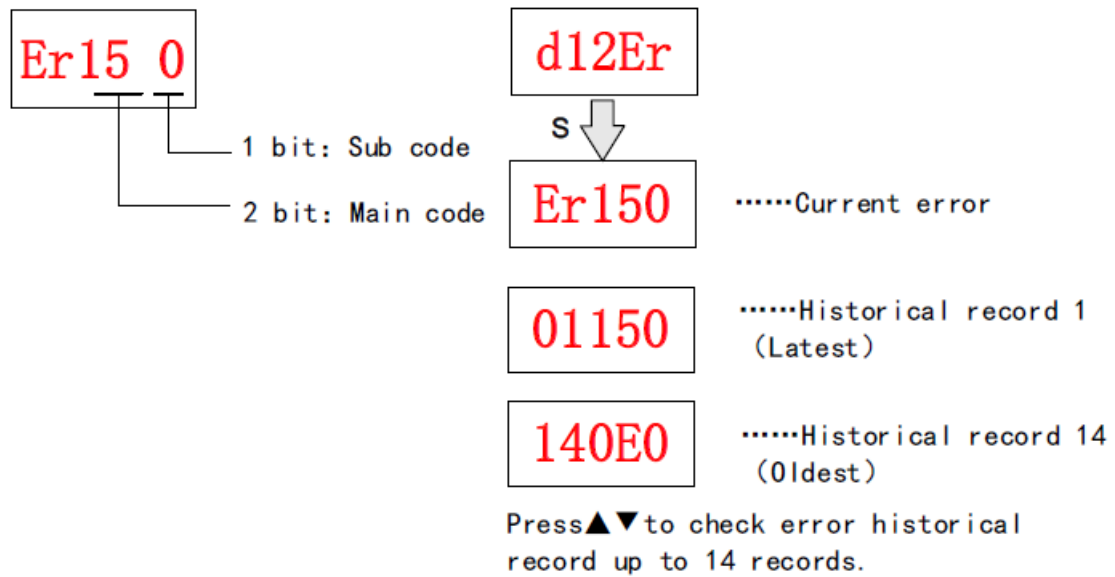 Er15 0
1 bit: Sub code
2 bit: Main code
d12Er
S
Er150
……Current error
01150
……Historical record 1
(Latest)
140E0
……Historical record 14
(Oldest)
Press▲▼to check error historical
record up to 14 records.